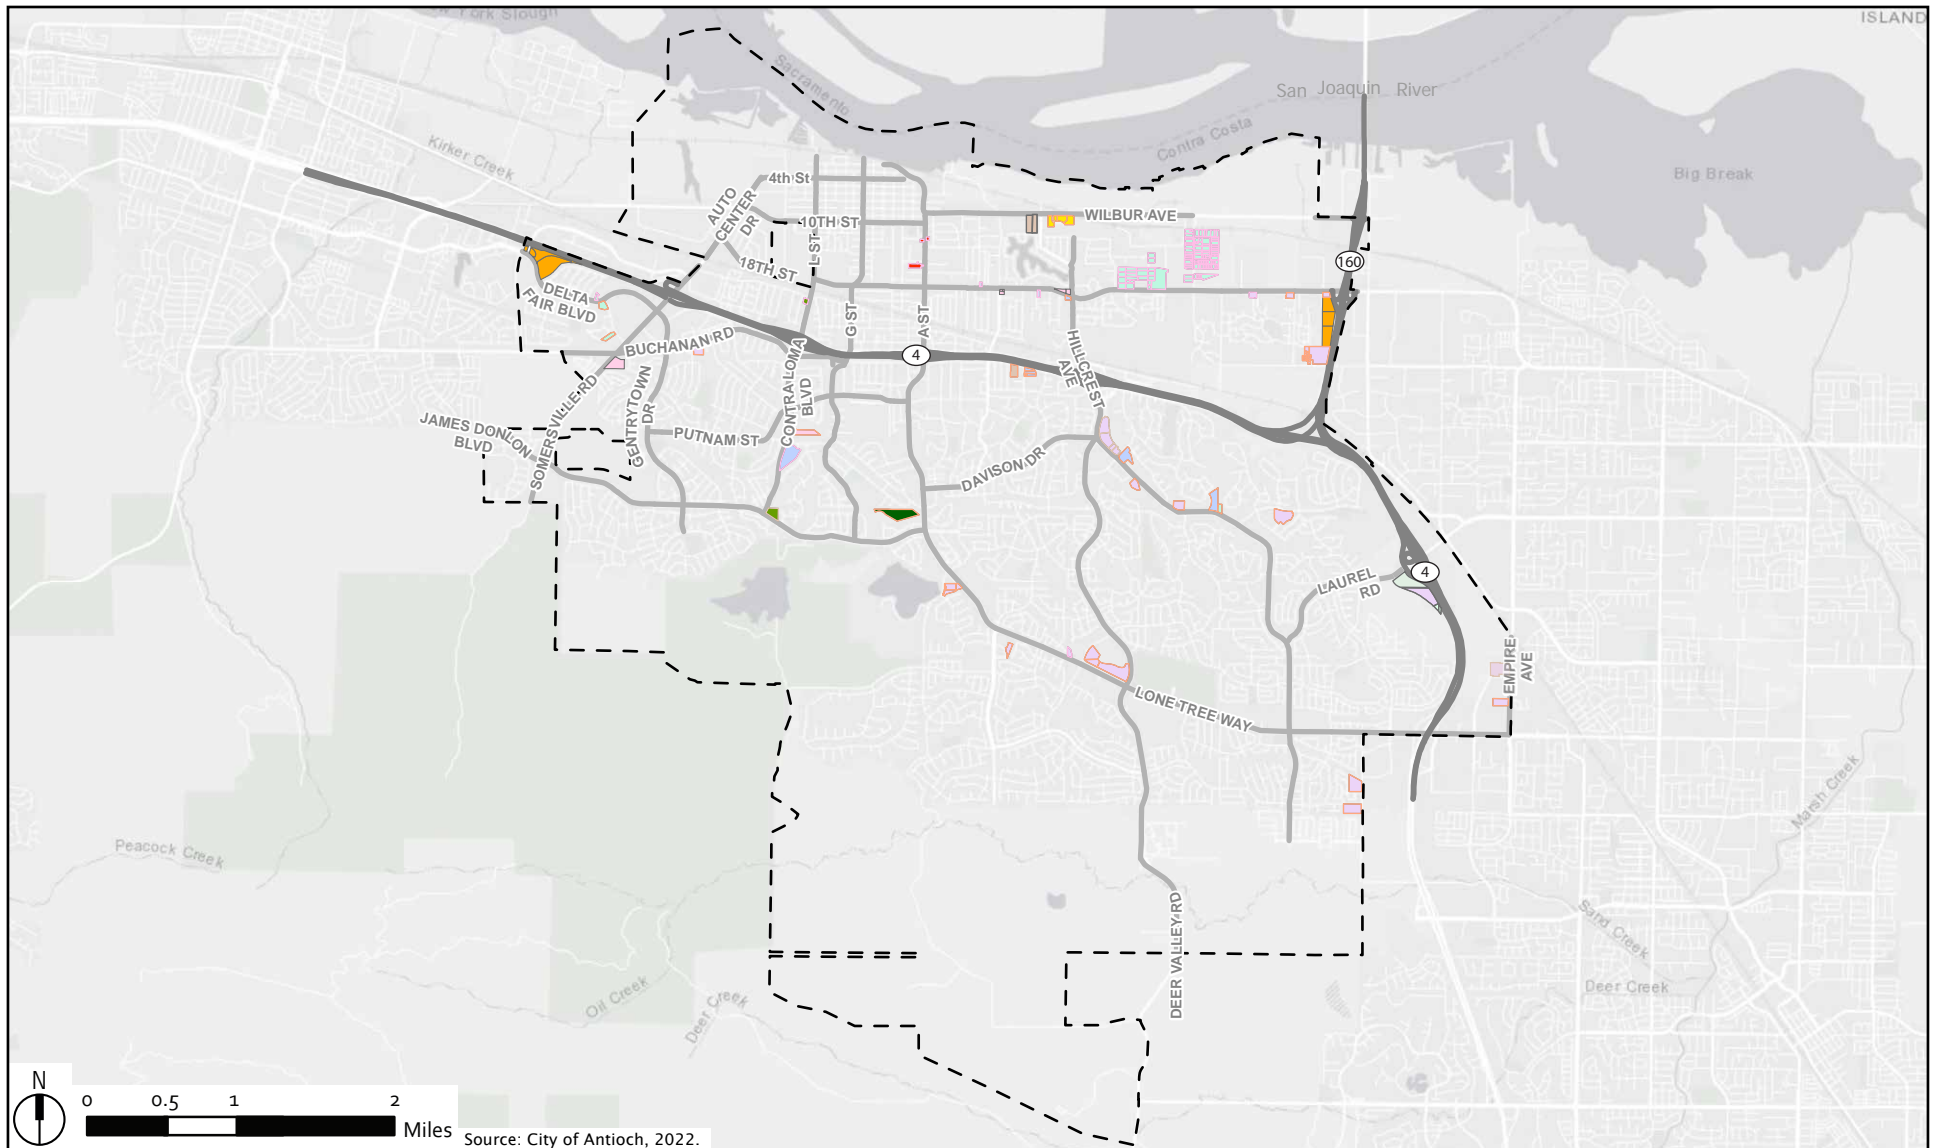 York Slough
ISLAND
Sacramento
San Joaquin River
Contra Costa
Kirker Creek
Big Break
4th St
AUTO
CENTER
DR
10TH ST
WILBUR AVE
L ST
18TH ST
160
DELTA
FAIR BLVD
G ST
A ST
BUCHANAN RD
4
HILLCREST
AVE
CONTRA LOMA
BLVD
SOMERSVILLE RD
GENTRYTOWN
DR
JAMES DONLON
BLVD
PUTNAM ST
DAVISON DR
LAUREL
RD
4
EMPIRE
AVE
LONE TREE WAY
Peacock Creek
Marsh Creek
DEER VALLEY RD
Sand Creek
Oil Creek
Deer Creek
Deer Creek
N
0 0.5 1 2
Miles
Source: City of Antioch, 2022.